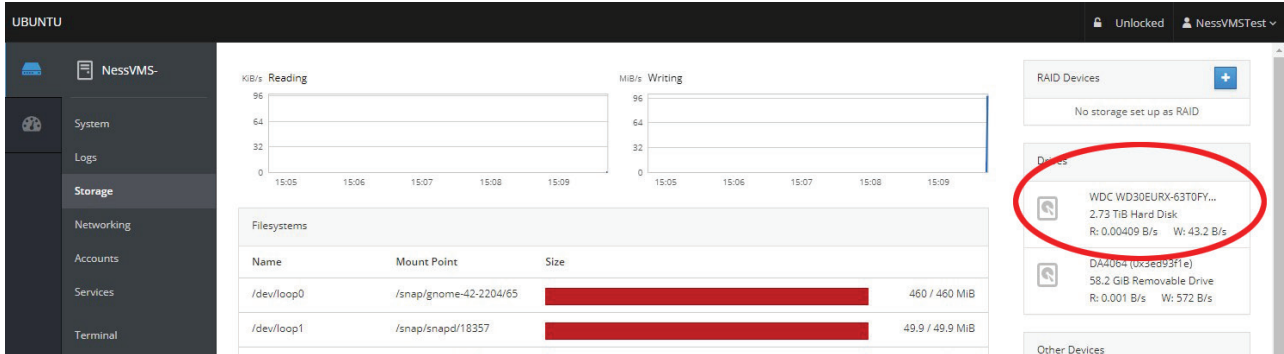 UBUNTU
Unlocked NessVMSTest
NessVMS-
System
Logs
Storage
Networking
Accounts
Services
Terminal
KiB/s Reading
96
64
32
0
15:05 15:06 15:07 15:08 15:09
MiB/s Writing
96
64
32
0
15:05 15:06 15:07 15:08 15:09
Filesystems
Name Mount Point Size
/dev/loop0 /snap/gnome-42-2204/65 460 / 460 MiB
/dev/loop1 /snap/snapd/18357 49.9 / 49.9 MiB
RAID Devices
No storage set up as RAID
Drives
WDC WD30EURX-63T0FY...
2.73 TiB Hard Disk
R: 0.00409 B/s W: 43.2 B/s
DA4064 (0x3ed93f1e)
58.2 GiB Removable Drive
R: 0.001 B/s W: 572 B/s
Other Devices